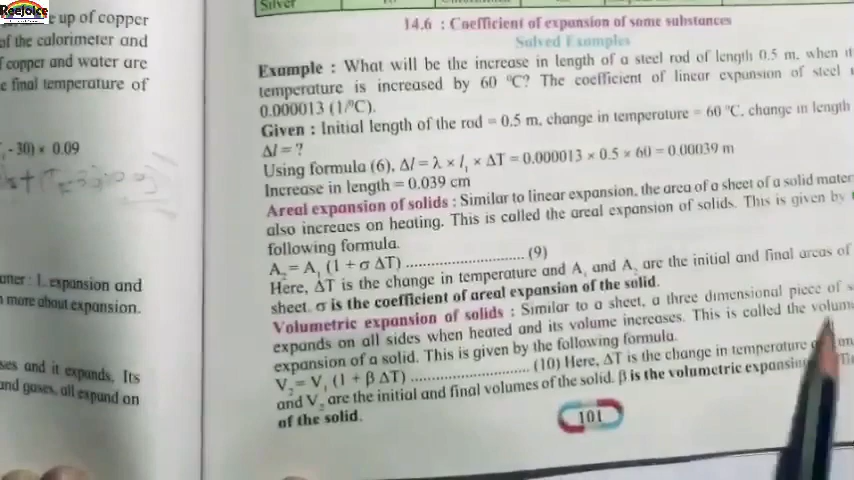 Reejoice
up of copper
of the calorimeter and
copper and water are
final temperature of
-30) × 0.09
expansion and
more about expansion.
and it expands. Its
and gases, all expand on
Silver
14.6 : Coefficient of expansion of some substances
Solved Examples
Example : What will be the increase in length of a steel rod of length 0.5 m, when it
temperature is increased by 60 °C? The coefficient of linear expansion of steel
0.000013 (1/°C).
Given : Initial length of the rod = 0.5 m, change in temperature = 60 °C, change in length
Δl = ?
Using formula (6), Δl = λ × l₁ × ΔT = 0.000013 × 0.5 × 60 = 0.00039 m
Increase in length = 0.039 cm
Areal expansion of solids : Similar to linear expansion, the area of a sheet of a solid mater
also increaes on heating. This is called the areal expansion of solids. This is given by
following formula.
A₂ = A₁ (1 + σ ΔT) ............................ (9)
Here, ΔT is the change in temperature and A₁ and A₂ are the initial and final areas of
sheet. σ is the coefficient of areal expansion of the solid.
Volumetric expansion of solids : Similar to a sheet, a three dimensional piece of
expands on all sides when heated and its volume increases. This is called the volum
expansion of a solid. This is given by the following formula.
V₂ = V₁ (1 + β ΔT) ............................ (10) Here, ΔT is the change in temperature
and V₂ are the initial and final volumes of the solid. β is the volumetric expansin
of the solid.
101